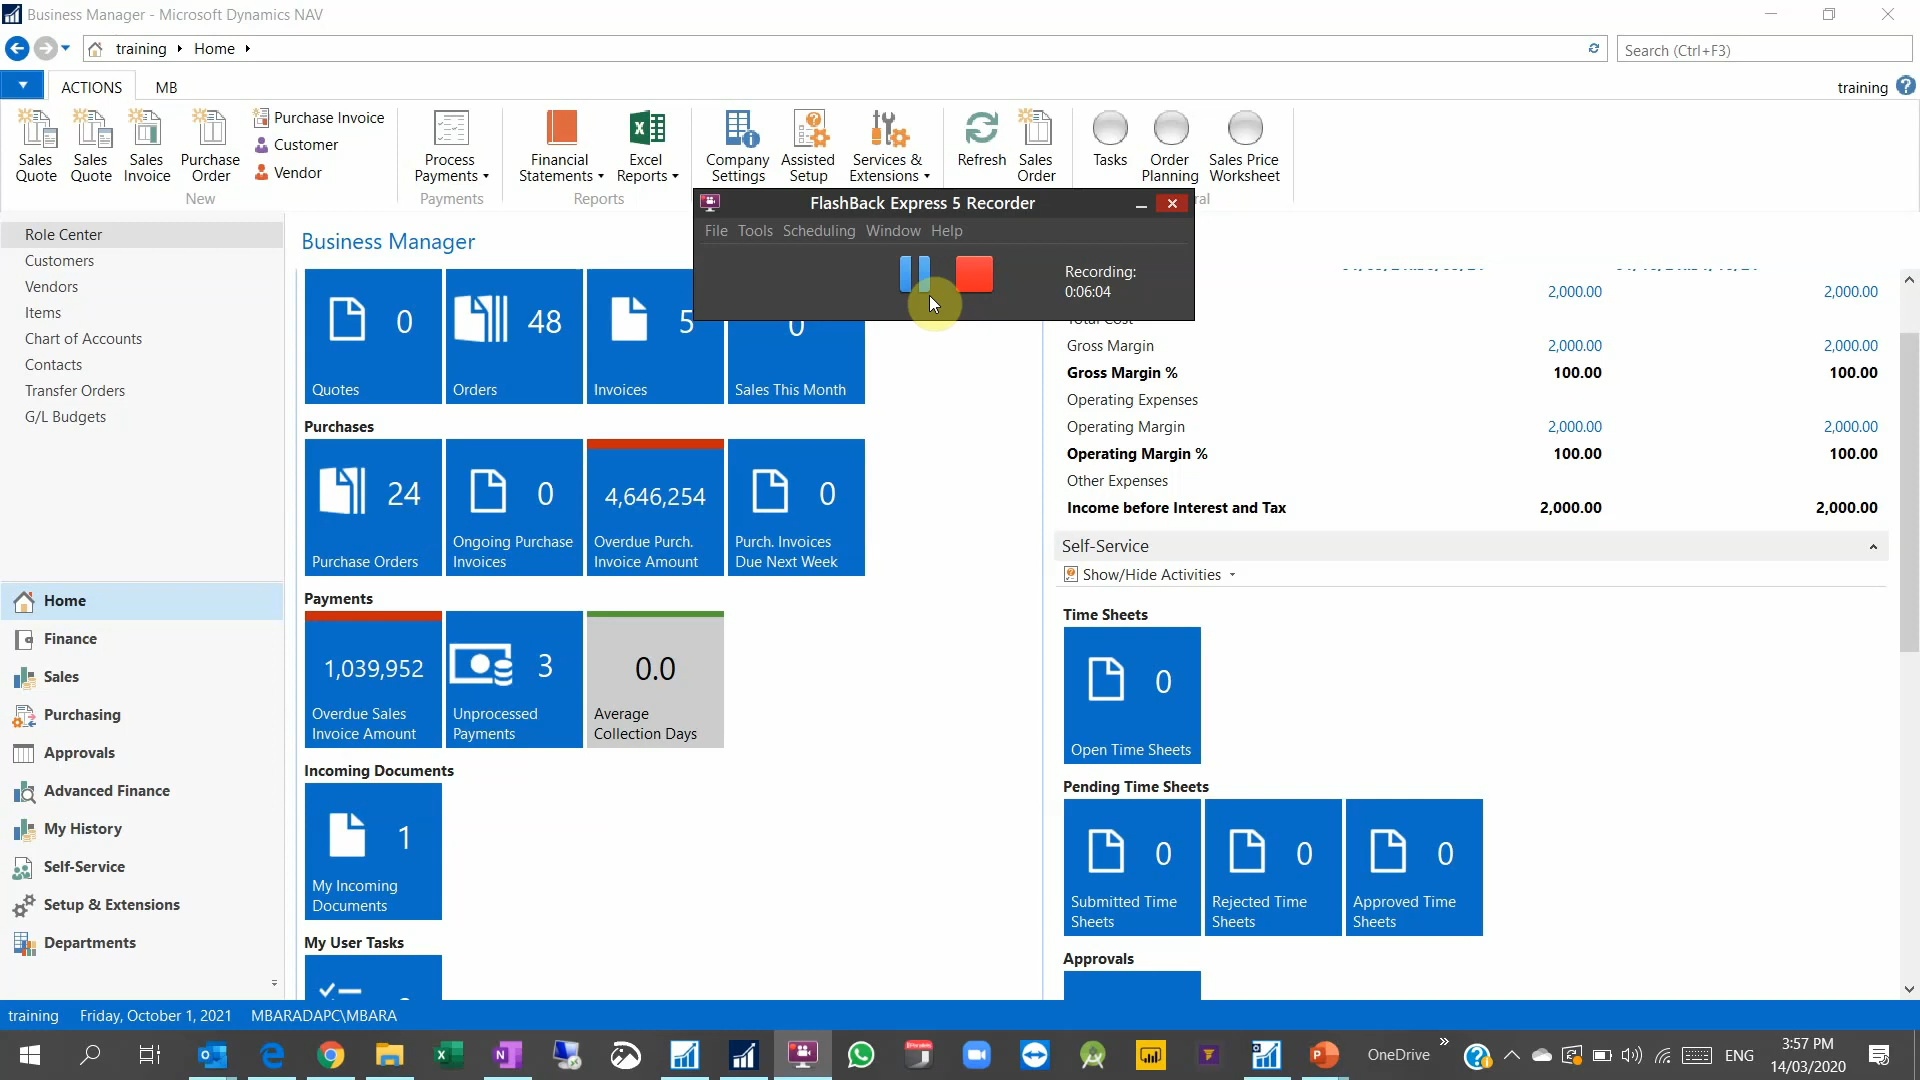 Business Manager - Microsoft Dynamics NAV
training Home
Search (Ctrl+F3)
ACTIONS MB
training
Sales Quote
Sales Quote
Sales Invoice
Purchase Order
Purchase Invoice
Customer
Vendor
New
Process Payments
Payments
Financial Statements
Excel Reports
Reports
Company Settings
Assisted Setup
Services & Extensions
Refresh
Sales Order
Tasks
Order Planning
Sales Price Worksheet
FlashBack Express 5 Recorder
File Tools Scheduling Window Help
Recording:
0:06:04
Role Center
Customers
Vendors
Items
Chart of Accounts
Contacts
Transfer Orders
G/L Budgets
Home
Finance
Sales
Purchasing
Approvals
Advanced Finance
My History
Self-Service
Setup & Extensions
Departments
Business Manager
0
Quotes
48
Orders
5
Invoices
0
Sales This Month
Purchases
24
Purchase Orders
0
Ongoing Purchase
Invoices
4,646,254
Overdue Purch.
Invoice Amount
0
Purch. Invoices
Due Next Week
Payments
1,039,952
Overdue Sales
Invoice Amount
3
Unprocessed
Payments
0.0
Average
Collection Days
Incoming Documents
1
My Incoming
Documents
My User Tasks
2,000.00 2,000.00
Total Cost
Gross Margin 2,000.00 2,000.00
Gross Margin % 100.00 100.00
Operating Expenses
Operating Margin 2,000.00 2,000.00
Operating Margin % 100.00 100.00
Other Expenses
Income before Interest and Tax 2,000.00 2,000.00
Self-Service
Show/Hide Activities
Time Sheets
0
Open Time Sheets
Pending Time Sheets
0
Submitted Time
Sheets
0
Rejected Time
Sheets
0
Approved Time
Sheets
Approvals
training Friday, October 1, 2021 MBARADAPC\MBARA
OneDrive
ENG
3:57 PM
14/03/2020